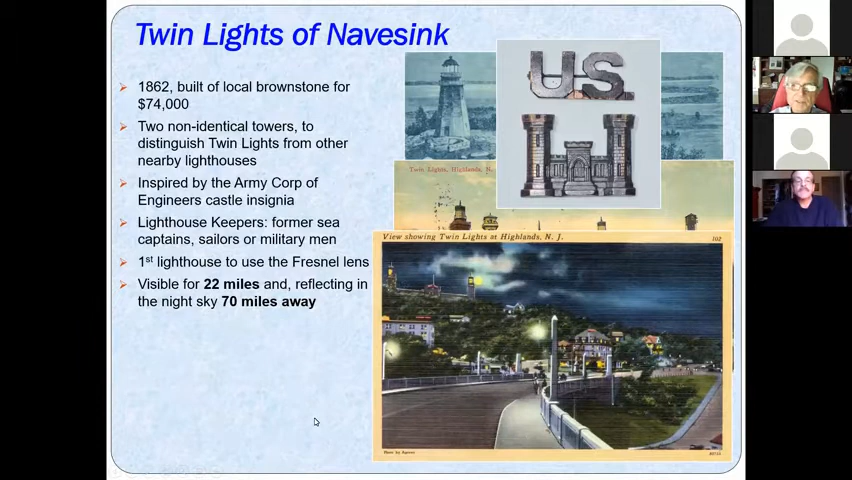 Twin Lights of Navesink
1862, built of local brownstone for
$74,000
Two non-identical towers, to
distinguish Twin Lights from other
nearby lighthouses
Inspired by the Army Corp of
Engineers castle insignia
Lighthouse Keepers: former sea
captains, sailors or military men
1st lighthouse to use the Fresnel lens
Visible for 22 miles and, reflecting in
the night sky 70 miles away
U.S.
Twin Lights, Highlands, N.
View showing Twin Lights at Highlands, N. J.
102